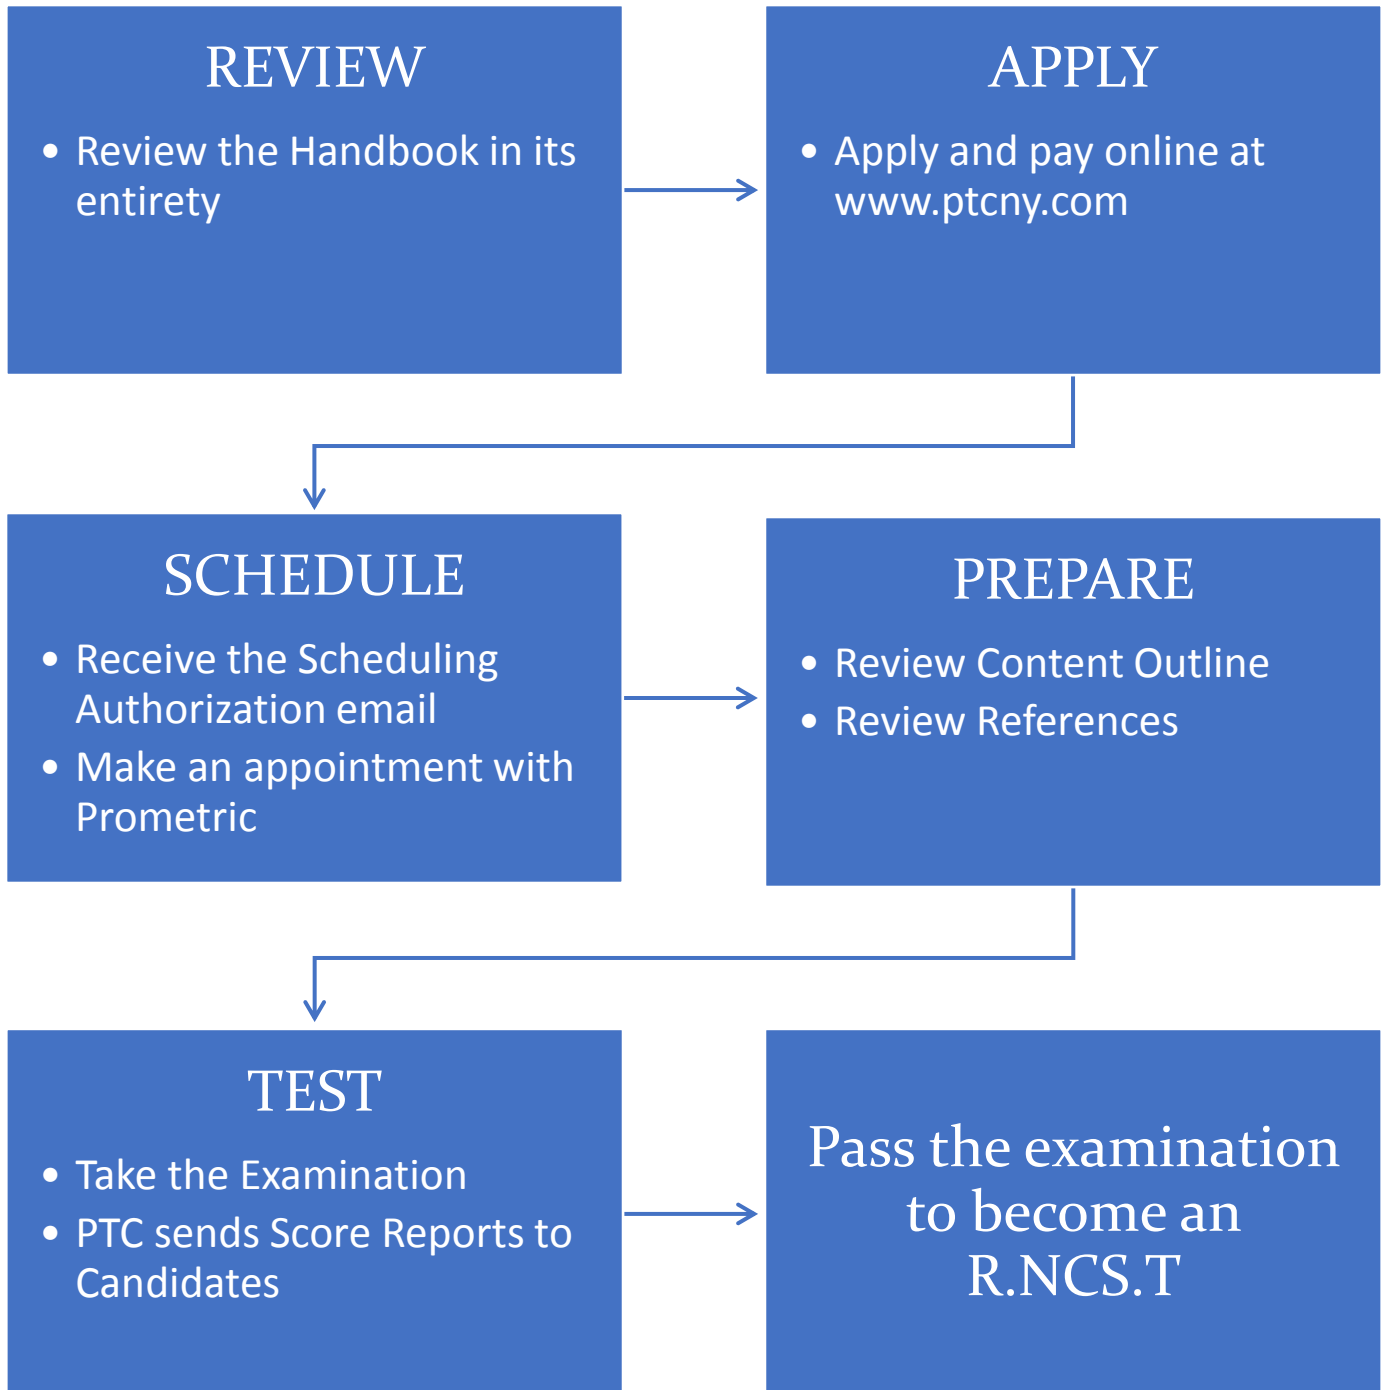 REVIEW
• Review the Handbook in its
entirety
APPLY
• Apply and pay online at
www.ptcny.com
SCHEDULE
• Receive the Scheduling
Authorization email
• Make an appointment with
Prometric
PREPARE
• Review Content Outline
• Review References
TEST
• Take the Examination
• PTC sends Score Reports to
Candidates
Pass the examination
to become an
R.NCS.T